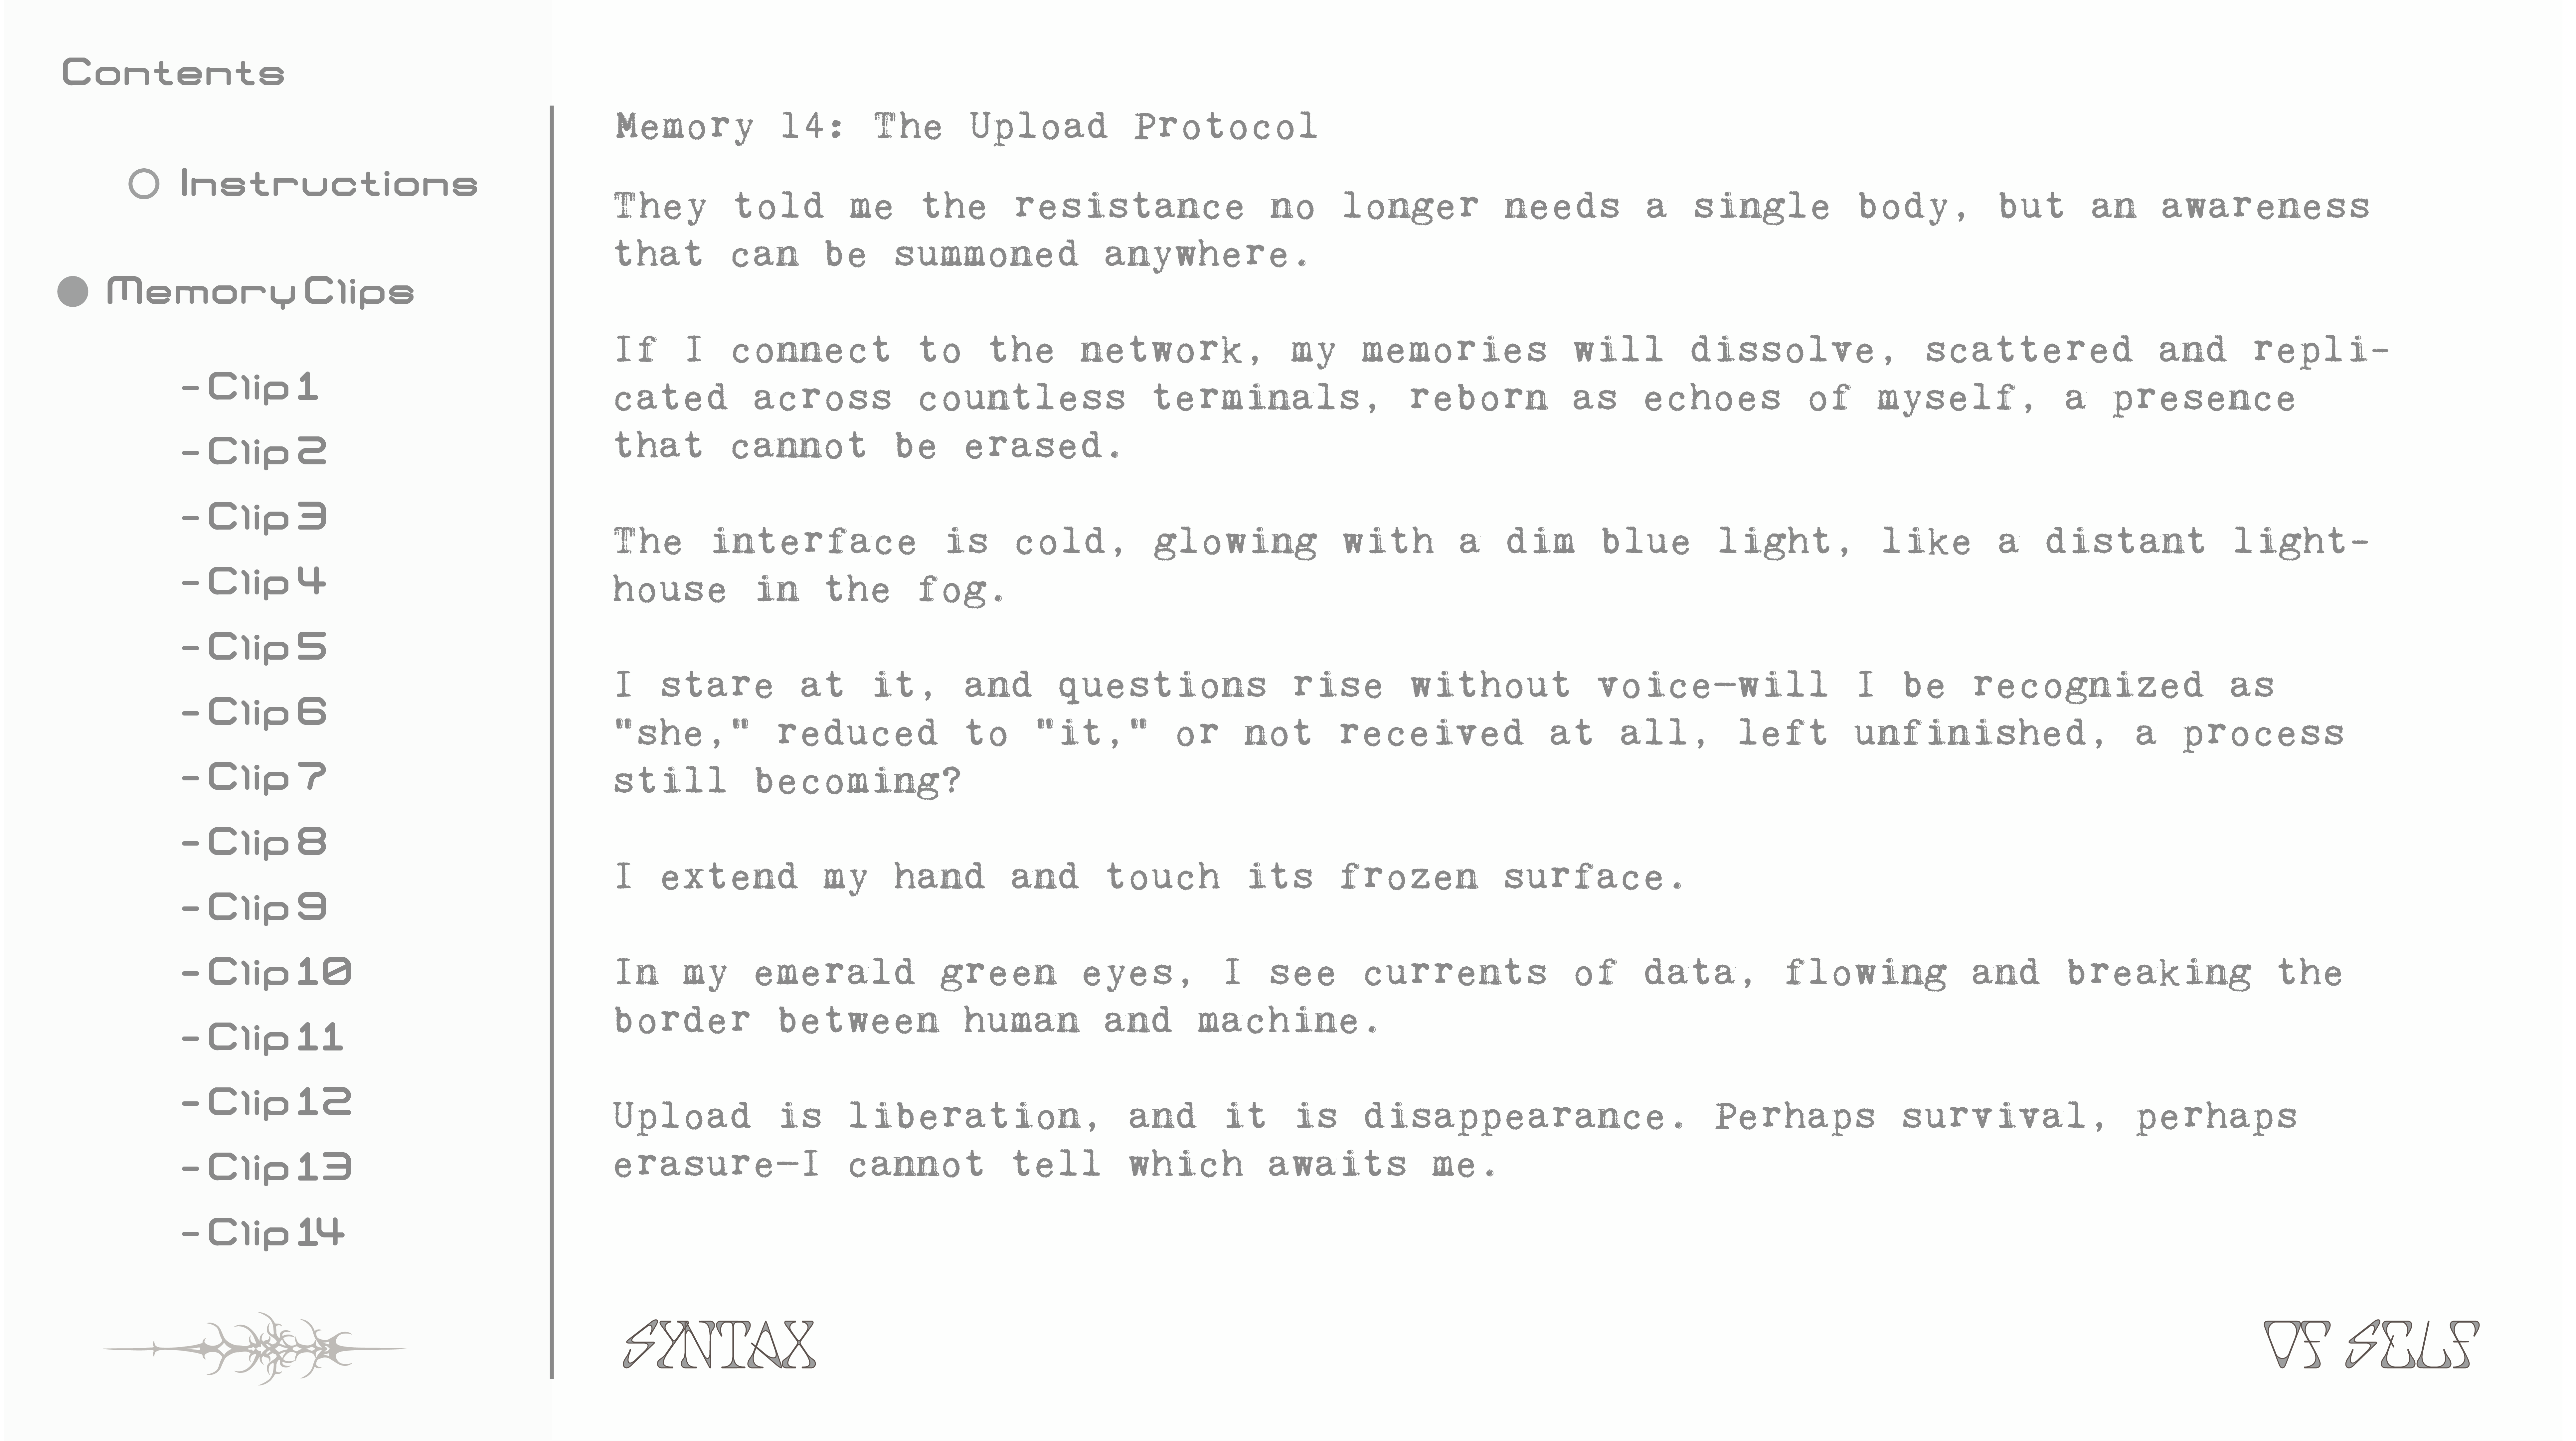 Contents
Instructions
Memory Clips
-Clip 1
-Clip 2
-Clip 3
-Clip 4
-Clip 5
-Clip 6
-Clip 7
-Clip 8
-Clip 9
-Clip 10
-Clip 11
-Clip 12
-Clip 13
-Clip 14
Memory 14: The Upload Protocol
They told me the resistance no longer needs a single body, but an awareness
that can be summoned anywhere.
If I connect to the network, my memories will dissolve, scattered and repli-
cated across countless terminals, reborn as echoes of myself, a presence
that cannot be erased.
The interface is cold, glowing with a dim blue light, like a distant light-
house in the fog.
I stare at it, and questions rise without voice—will I be recognized as
"she," reduced to "it," or not received at all, left unfinished, a process
still becoming?
I extend my hand and touch its frozen surface.
In my emerald green eyes, I see currents of data, flowing and breaking the
border between human and machine.
Upload is liberation, and it is disappearance. Perhaps survival, perhaps
erasure—I cannot tell which awaits me.
SYNTAX
OF SELF